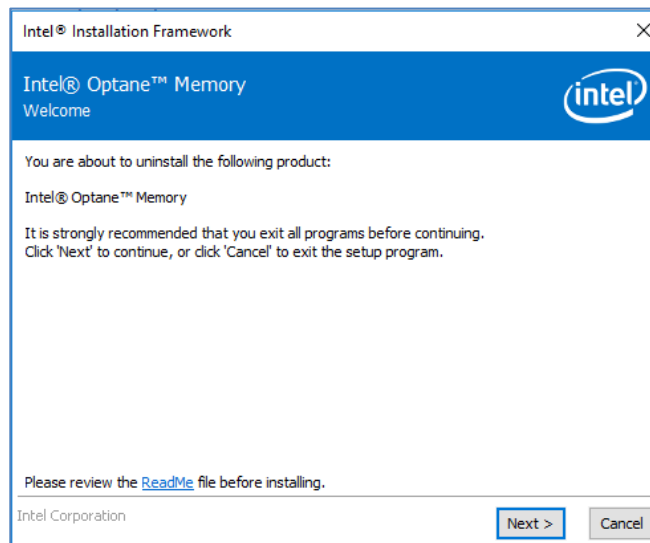 Intel® Installation Framework
Intel® Optane™ Memory
Welcome
intel
You are about to uninstall the following product:
Intel® Optane™ Memory
It is strongly recommended that you exit all programs before continuing.
Click 'Next' to continue, or click 'Cancel' to exit the setup program.
Please review the ReadMe file before installing.
Intel Corporation
Next >
Cancel